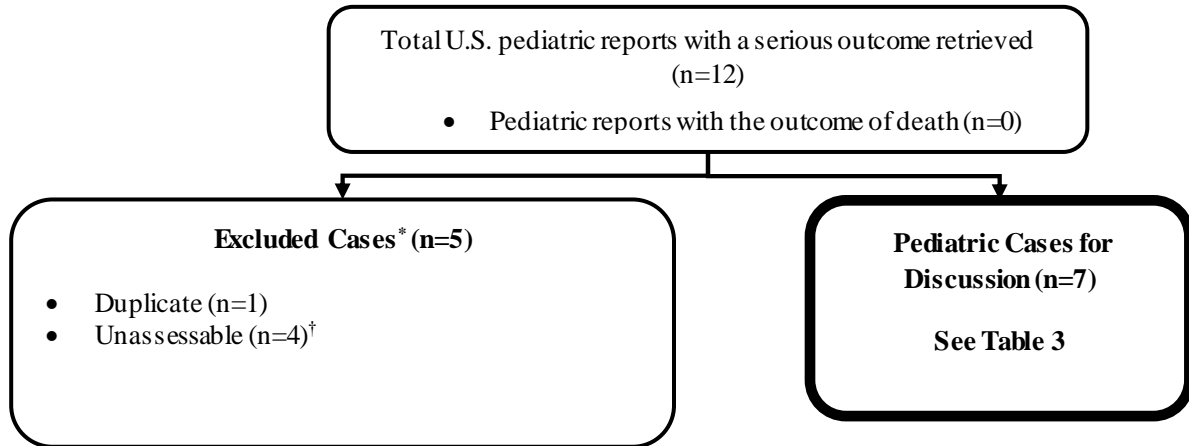 Total U.S. pediatric reports with a serious outcome retrieved
(n=12)
• Pediatric reports with the outcome of death (n=0)
Excluded Cases* (n=5)
• Duplicate (n=1)
• Unassessable (n=4)†
Pediatric Cases for
Discussion (n=7)
See Table 3